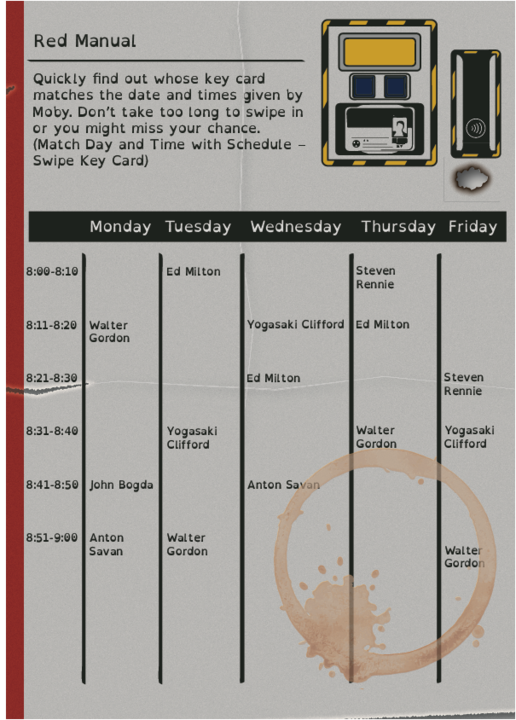 Red Manual
Quickly find out whose key card
matches the date and times given by
Moby. Don't take too long to swipe in
or you might miss your chance.
(Match Day and Time with Schedule –
Swipe Key Card)
Monday Tuesday Wednesday Thursday Friday
8:00-8:10 Ed Milton Steven
Rennie
8:11-8:20 Walter Yogasaki Clifford Ed Milton
Gordon
8:21-8:30 Ed Milton Steven
Rennie
8:31-8:40 Yogasaki Walter Yogasaki
Clifford Gordon Clifford
8:41-8:50 John Bogda Anton Savan
8:51-9:00 Anton Walter Walter
Savan Gordon Gordon